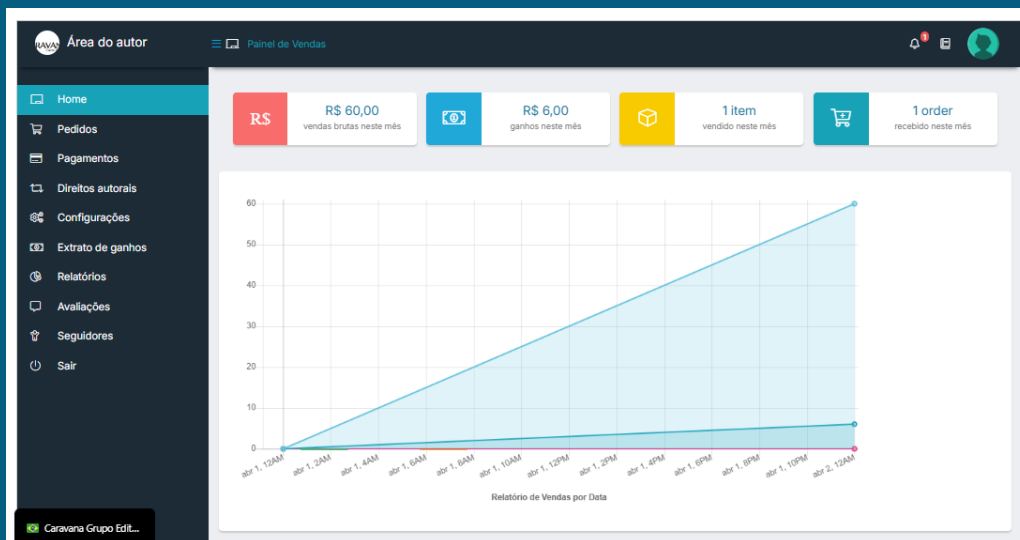 RAVAN
Área do autor
Painel de Vendas
1
Home
Pedidos
Pagamentos
Direitos autorais
Configurações
Extrato de ganhos
Relatórios
Avaliações
Seguidores
Sair
R$
R$ 60,00
vendas brutas neste mês
R$ 6,00
ganhos neste mês
1 item
vendido neste mês
1 order
recebido neste mês
60
50
40
30
20
10
0
abr 1, 12AM
abr 1, 2AM
abr 1, 4AM
abr 1, 6AM
abr 1, 8AM
abr 1, 10AM
abr 1, 12PM
abr 1, 2PM
abr 1, 4PM
abr 1, 6PM
abr 1, 8PM
abr 1, 10PM
abr 2, 12AM
Relatório de Vendas por Data
Caravana Grupo Edit...